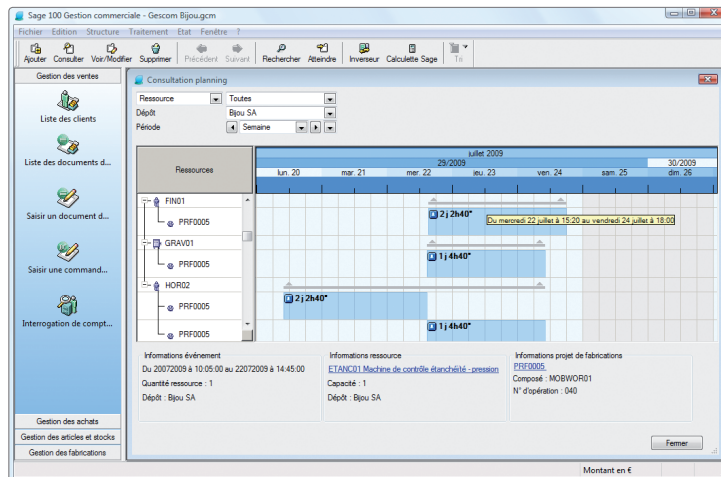 Sage 100 Gestion commerciale - Gescom Bijou.gcm
Fichier Edition Structure Traitement Etat Fenêtre ?
Ajouter Consulter Voir/Modifier Supprimer Précédent Suivant Rechercher Atteindre Inverseur Calculette Sage Tri
Gestion des ventes
Liste des clients
Liste des documents d...
Saisir un document d...
Saisir une command...
Interrogation de compt...
Gestion des achats
Gestion des articles et stocks
Gestion des fabrications
Consultation planning
Ressource Toutes
Dépôt Bijou SA
Période Semaine
Ressources
juillet 2009
29/2009 30/2009
lun. 20 mar. 21 mer. 22 jeu. 23 ven. 24 sam. 25 dim. 26
FIN01
PRF0005 2 j 2h40"
Du mercredi 22 juillet à 15:20 au vendredi 24 juillet à 18:00
GRAV01
PRF0005 1 j 4h40"
HOR02
PRF0005 2 j 2h40"
PRF0005 1 j 4h40"
Informations événement
Du 20072009 à 10:05:00 au 22072009 à 14:45:00
Quantité ressource : 1
Dépôt : Bijou SA
Informations ressource
ETANC01 Machine de contrôle étanchéité - pression
Capacité : 1
Dépôt : Bijou SA
Informations projet de fabrications
PRF0005
Composé : MOBWOR01
N° d'opération : 040
Fermer
Montant en €